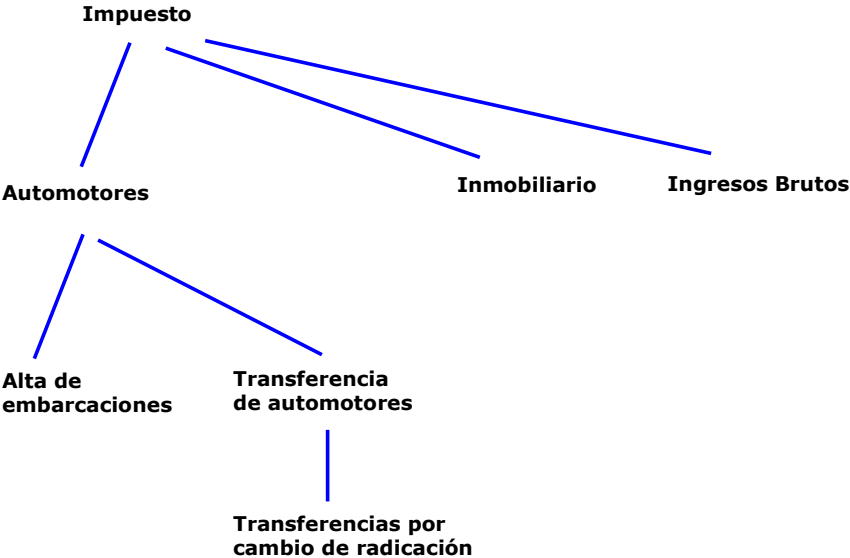 Impuesto
Automotores
Inmobiliario
Ingresos Brutos
Alta de
embarcaciones
Transferencia
de automotores
Transferencias por
cambio de radicación